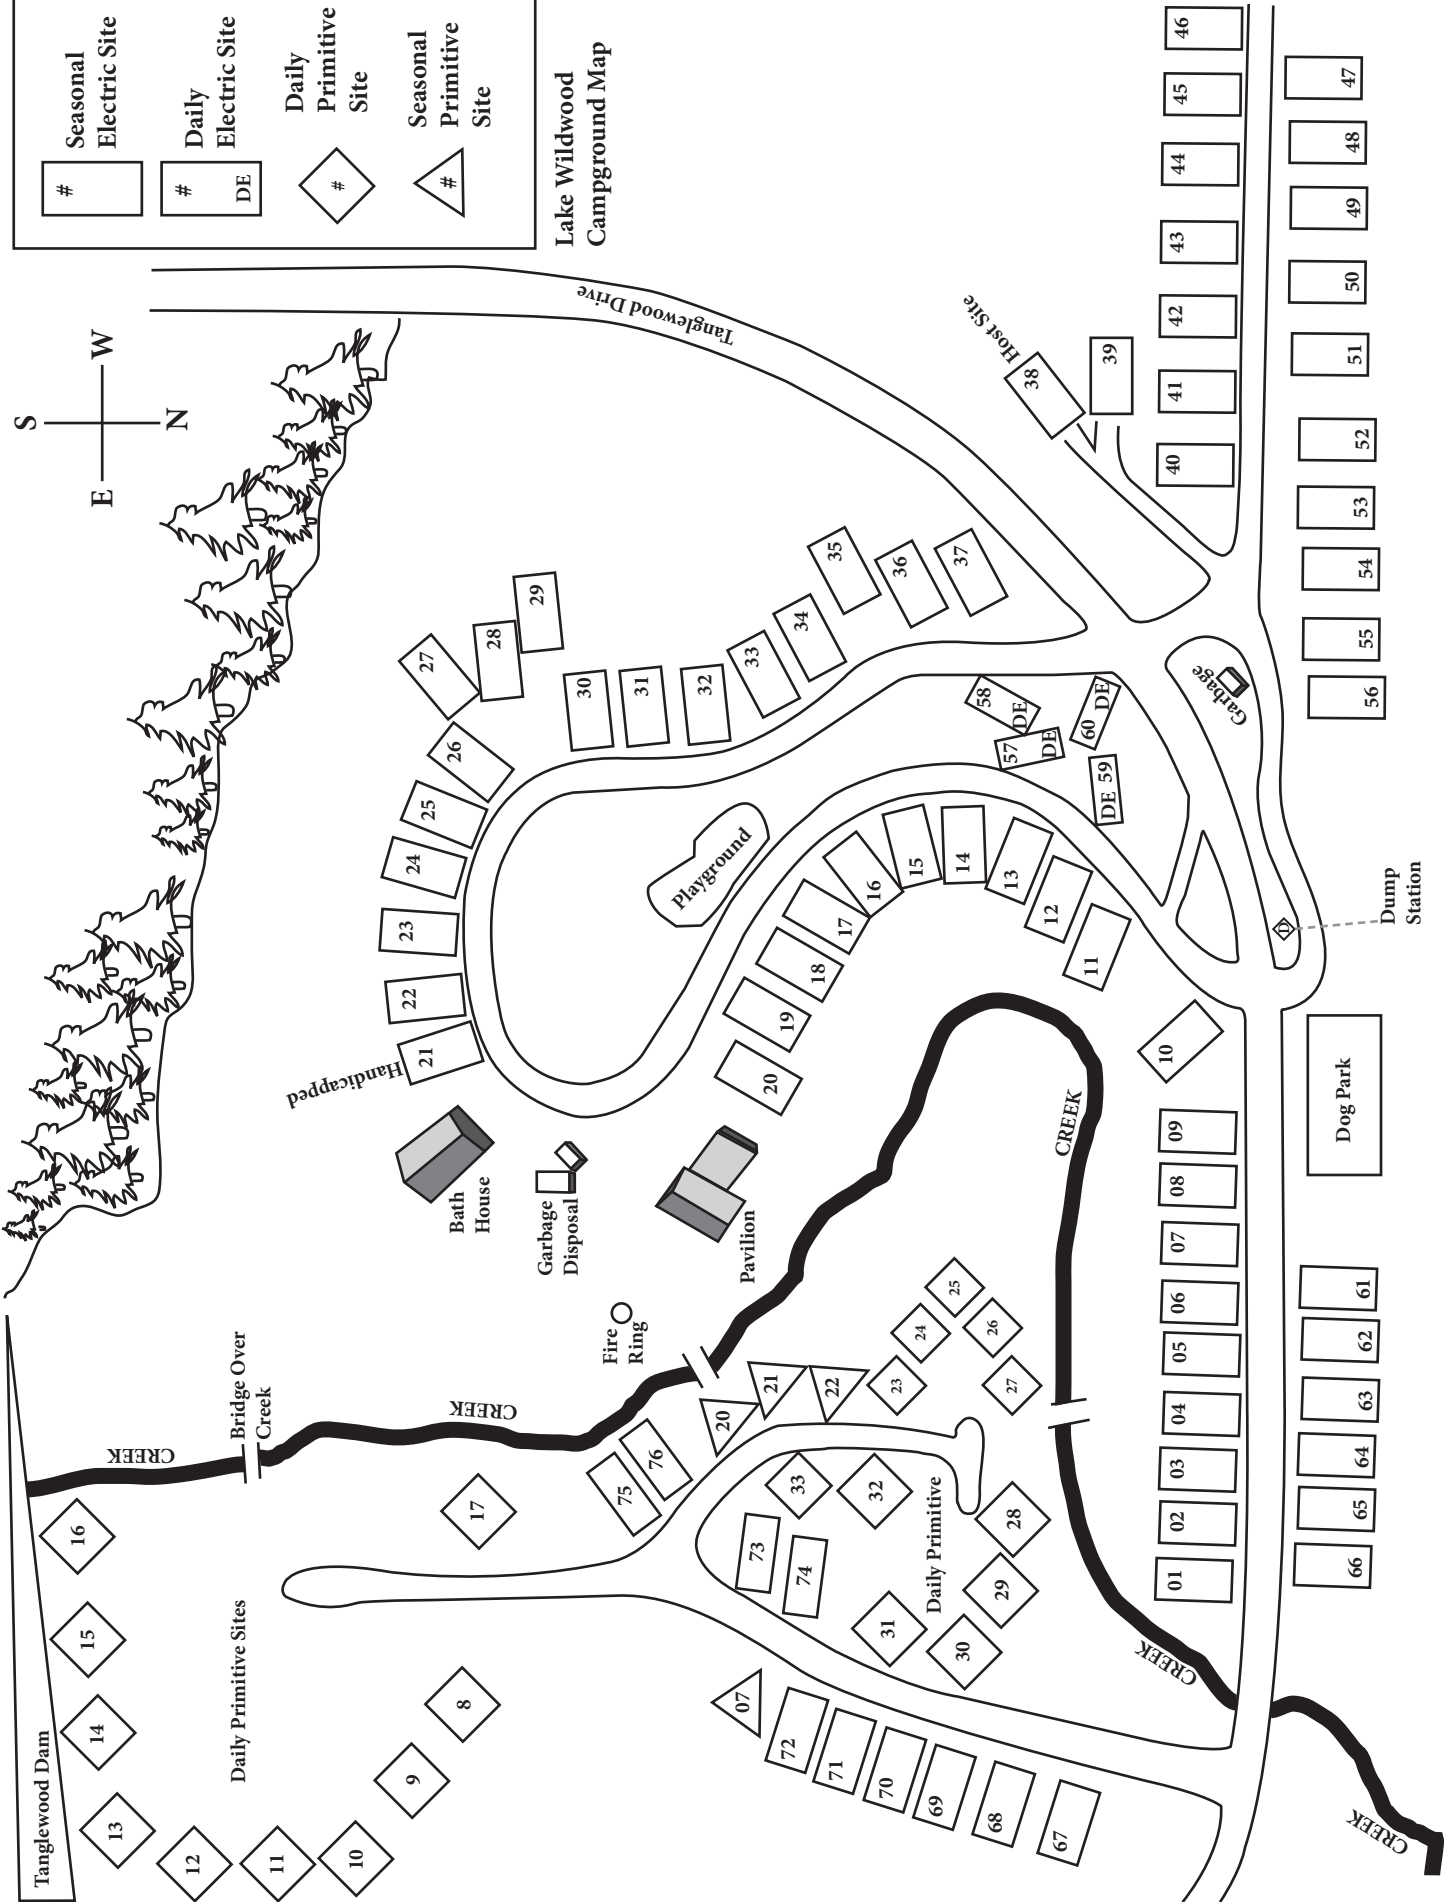 #
Seasonal
Electric Site
#
DE
Daily
Electric Site
#
Daily
Primitive
Site
#
Seasonal
Primitive
Site
Lake Wildwood
Campground Map
S
W
N
E
Tanglewood Drive
Host Site
38
39
46
45
44
43
42
41
40
47
48
49
50
51
52
53
54
55
56
Garbage
35
36
37
34
33
32
31
30
29
28
27
26
25
24
23
22
21
Handicapped
58
DE
57
DE
60
DE
DE 59
Playground
15
14
13
12
11
16
17
18
19
20
10
D
Dump
Station
Dog Park
Bath
House
Garbage
Disposal
Pavilion
Fire
Ring
CREEK
09
08
07
06
05
04
03
02
01
61
62
63
64
65
66
Bridge Over
Creek
CREEK
CREEK
25
24
26
23
27
22
21
20
76
75
17
16
15
14
13
12
11
10
9
8
Tanglewood Dam
Daily Primitive Sites
33
32
73
74
Daily Primitive
28
29
30
31
07
72
71
70
69
68
67
CREEK
CREEK